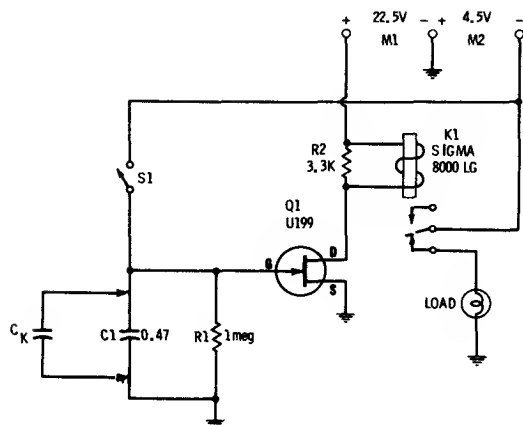 + 22.5V - + 4.5V -
M1 M2
K1
SIGMA
8000 LG
R2
3.3K
S1
Q1
U199
G
D
S
LOAD
CK
C1 0.47
R1 1meg